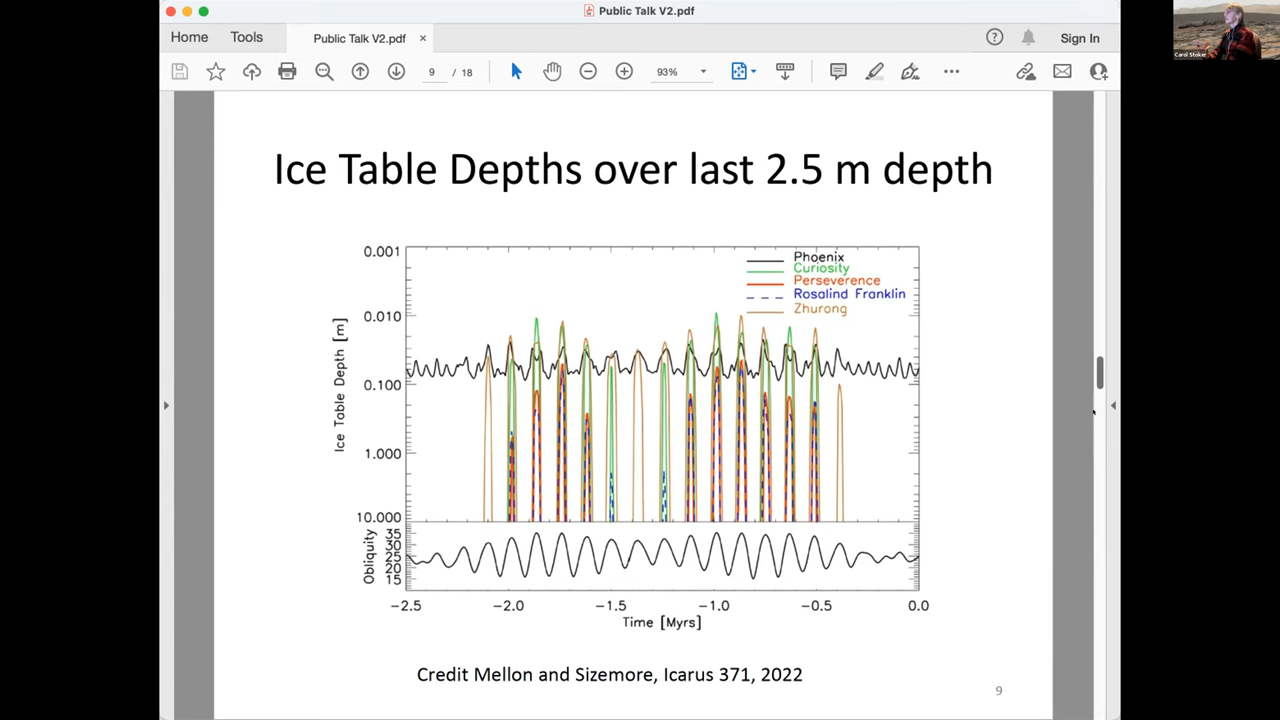 Public Talk V2.pdf
Home
Tools
Public Talk V2.pdf
Sign In
9 / 18
93%
Carol Stoker
Ice Table Depths over last 2.5 m depth
Ice Table Depth [m]
0.001
0.010
0.100
1.000
10.000
Phoenix
Curiosity
Perseverence
Rosalind Franklin
Zhurong
Obliquity
35
30
25
20
15
-2.5
-2.0
-1.5
-1.0
-0.5
0.0
Time [Myrs]
Credit Mellon and Sizemore, Icarus 371, 2022
9